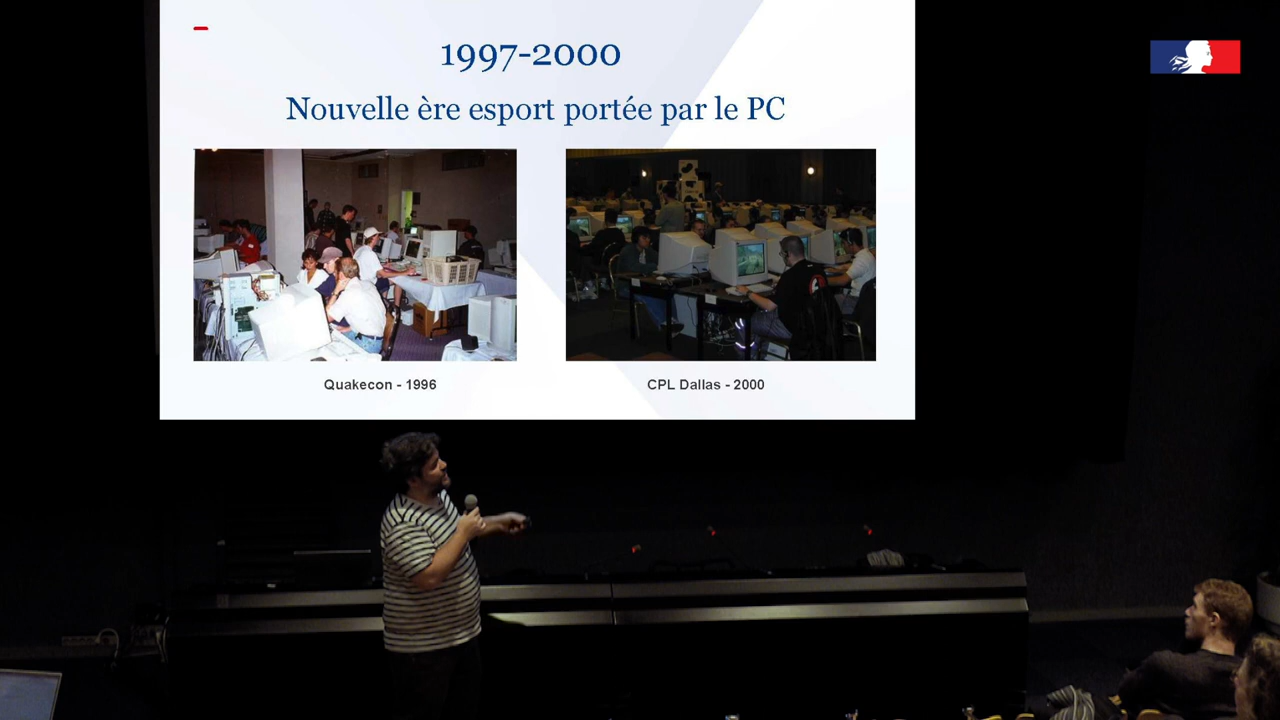 1997-2000
Nouvelle ère esport portée par le PC
Quakecon - 1996
CPL Dallas - 2000